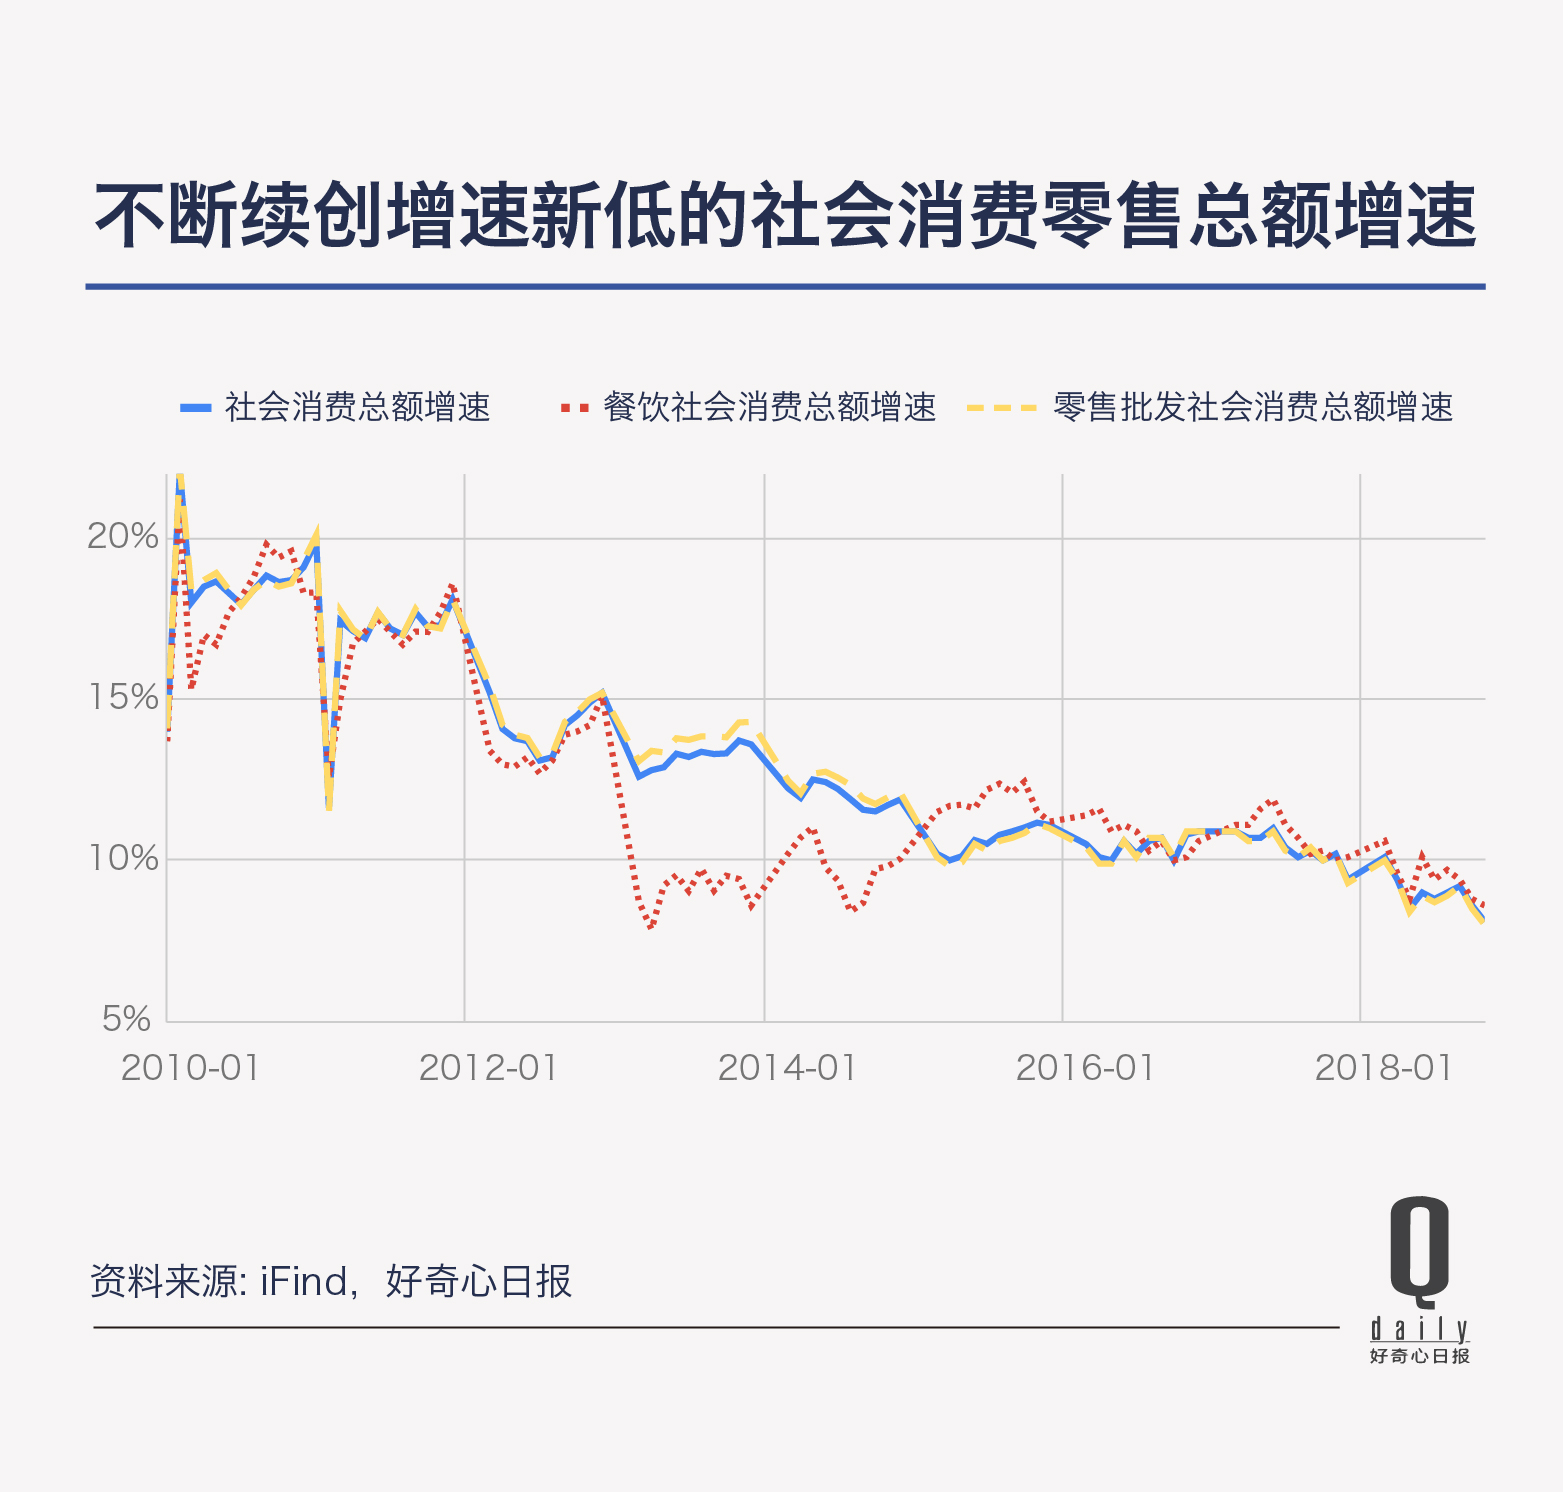 不断续创增速新低的社会消费零售总额增速
社会消费总额增速 餐饮社会消费总额增速 零售批发社会消费总额增速
20%
15%
10%
5%
2010-01 2012-01 2014-01 2016-01 2018-01
资料来源: iFind，好奇心日报
Q
daily
好奇心日报